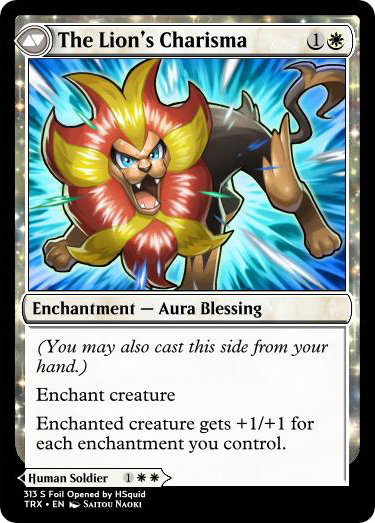 The Lion's Charisma 1
Enchantment — Aura Blessing
(You may also cast this side from your
hand.)
Enchant creature
Enchanted creature gets +1/+1 for
each enchantment you control.
Human Soldier 1
313 S Foil Opened by HSquid
TRX • EN Saitou Naoki